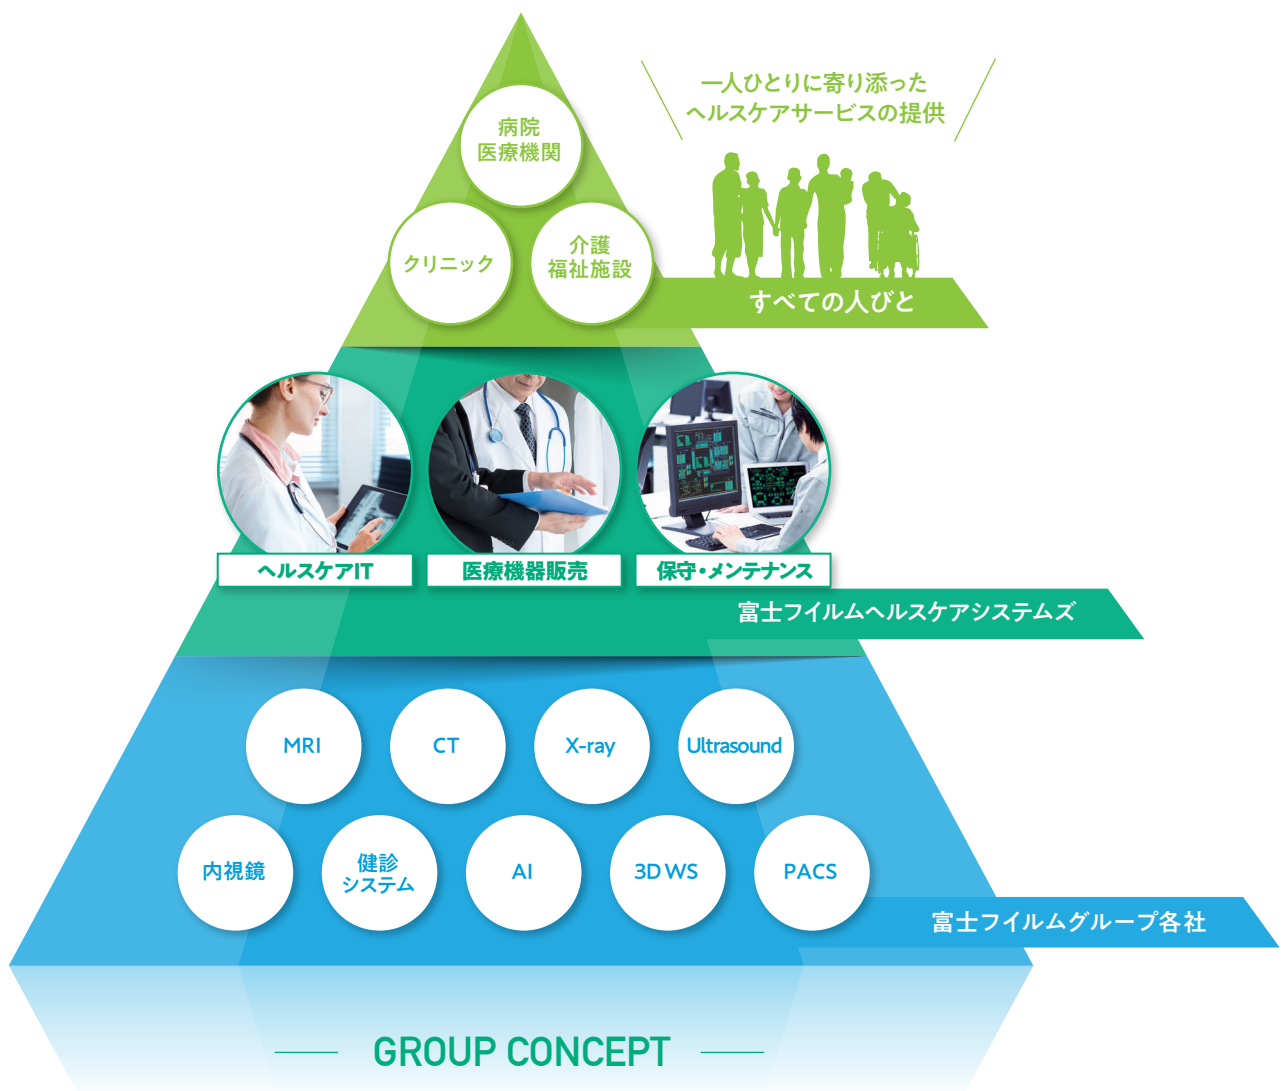 一人ひとりに寄り添った
ヘルスケアサービスの提供
病院
医療機関
クリニック
介護
福祉施設
すべての人びと
ヘルスケアIT
医療機器販売
保守・メンテナンス
富士フイルムヘルスケアシステムズ
MRI
CT
X-ray
Ultrasound
内視鏡
健診
システム
AI
3D WS
PACS
富士フイルムグループ各社
GROUP CONCEPT